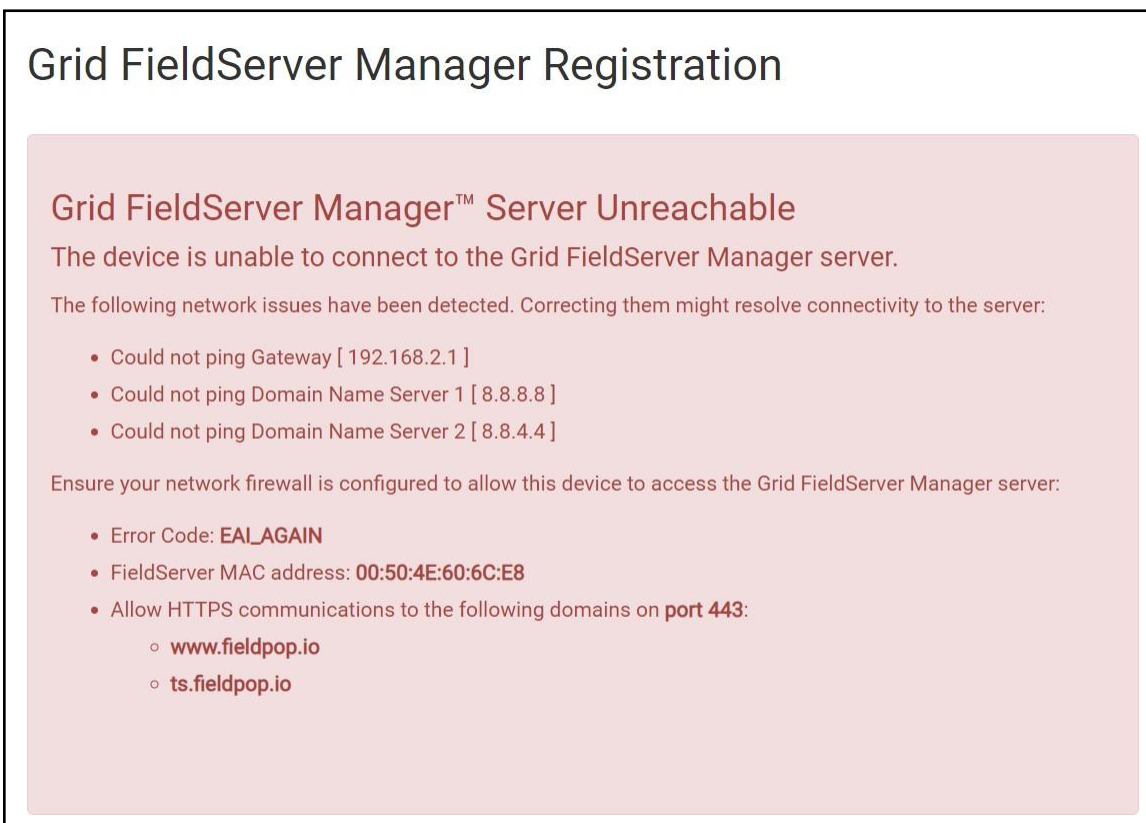 Grid FieldServer Manager Registration
Grid FieldServer Manager™ Server Unreachable
The device is unable to connect to the Grid FieldServer Manager server.
The following network issues have been detected. Correcting them might resolve connectivity to the server:
• Could not ping Gateway [ 192.168.2.1 ]
• Could not ping Domain Name Server 1 [ 8.8.8.8 ]
• Could not ping Domain Name Server 2 [ 8.8.4.4 ]
Ensure your network firewall is configured to allow this device to access the Grid FieldServer Manager server:
• Error Code: EAI_AGAIN
• FieldServer MAC address: 00:50:4E:60:6C:E8
• Allow HTTPS communications to the following domains on port 443:
◦ www.fieldpop.io
◦ ts.fieldpop.io